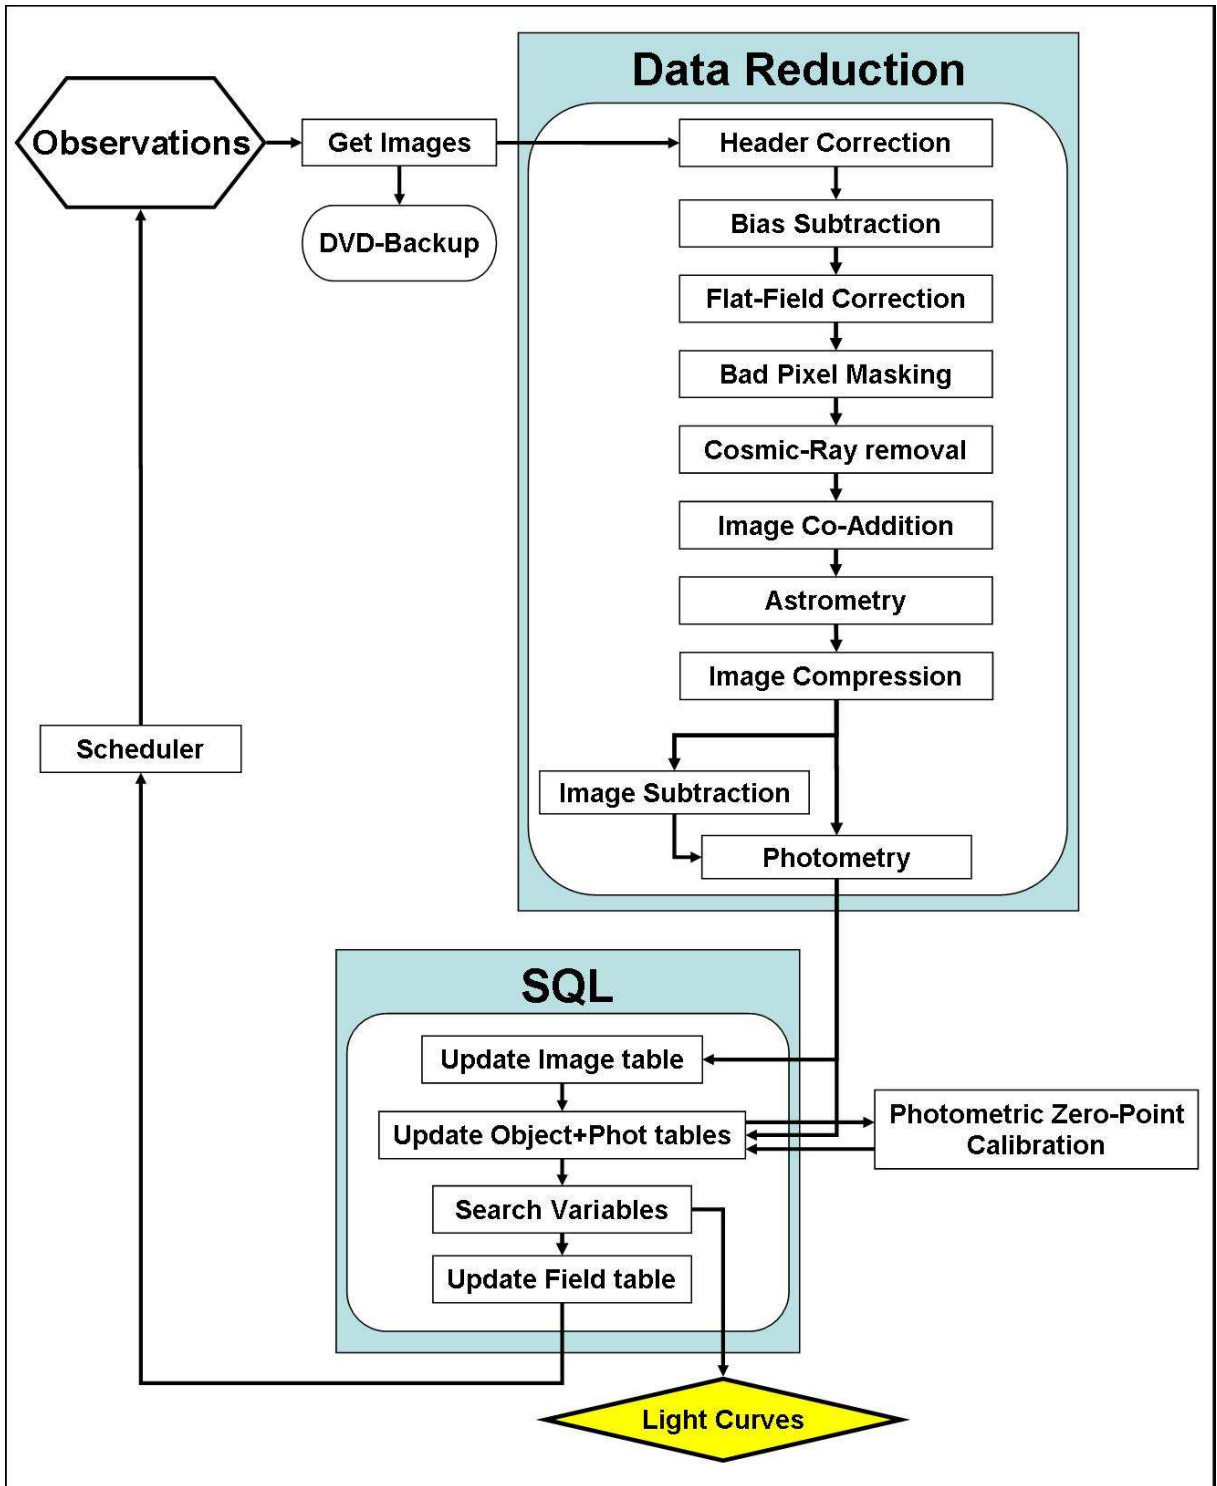 Data Reduction
Observations
Get Images
Header Correction
DVD-Backup
Bias Subtraction
Flat-Field Correction
Bad Pixel Masking
Cosmic-Ray removal
Image Co-Addition
Astrometry
Image Compression
Scheduler
Image Subtraction
Photometry
SQL
Update Image table
Update Object+Phot tables
Photometric Zero-Point
Calibration
Search Variables
Update Field table
Light Curves